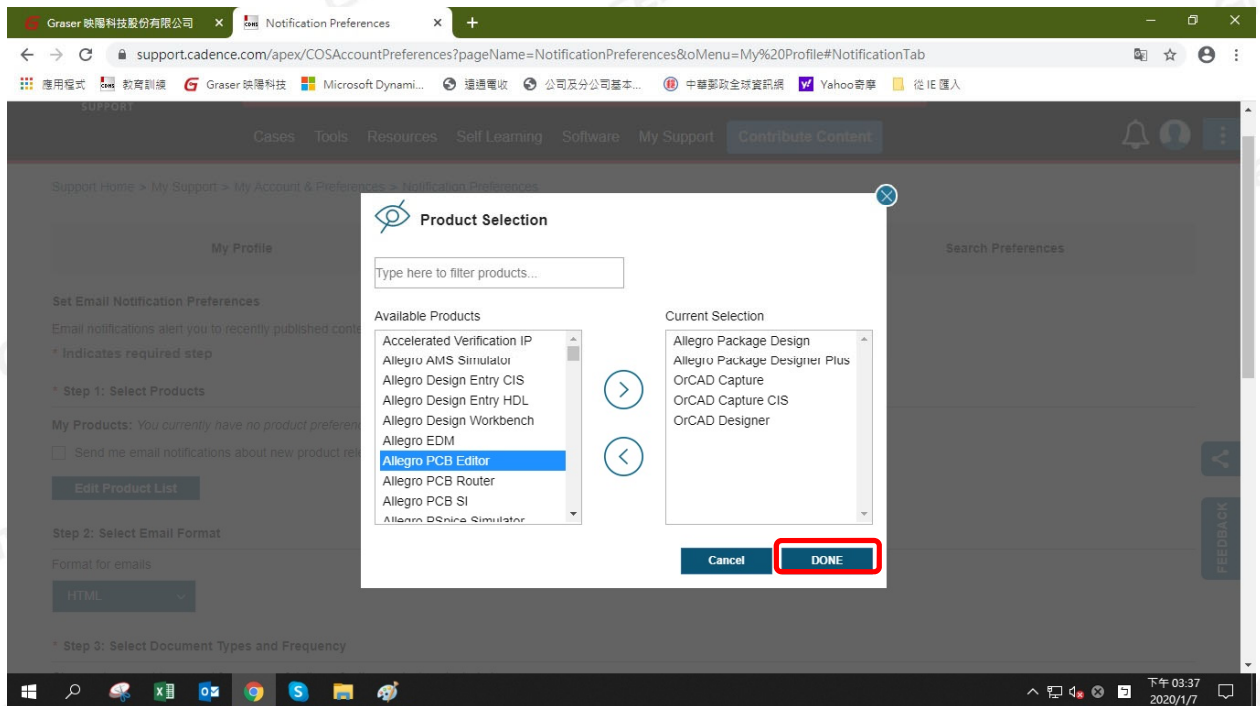 Graser 映陽科技股份有限公司
Notification Preferences
support.cadence.com/apex/COSAccountPreferences?pageName=NotificationPreferences&oMenu=My%20Profile#NotificationTab
應用程式 教育訓練 Graser 映陽科技 Microsoft Dynami... 遠通電收 公司及分公司基本... 中華郵政全球資訊網 Yahoo奇摩 從 IE 匯入
SUPPORT
Cases Tools Resources Self Learning Software My Support Contribute Content
Support Home > My Support > My Account & Preferences > Notification Preferences
My Profile
Search Preferences
Set Email Notification Preferences
Email notifications alert you to recently published
* Indicates required step
* Step 1: Select Products
My Products: You currently have no product
Send me email notifications about new product
Edit Product List
Step 2: Select Email Format
Format for emails
HTML
* Step 3: Select Document Types and Frequency
Product Selection
Type here to filter products...
Available Products
Accelerated Verification IP
Allegro AMS Simulator
Allegro Design Entry CIS
Allegro Design Entry HDL
Allegro Design Workbench
Allegro EDM
Allegro PCB Editor
Allegro PCB Router
Allegro PCB SI
Allegro PSpice Simulator
Current Selection
Allegro Package Design
Allegro Package Designer Plus
OrCAD Capture
OrCAD Capture CIS
OrCAD Designer
Cancel
DONE
FEEDBACK
下午 03:37
2020/1/7